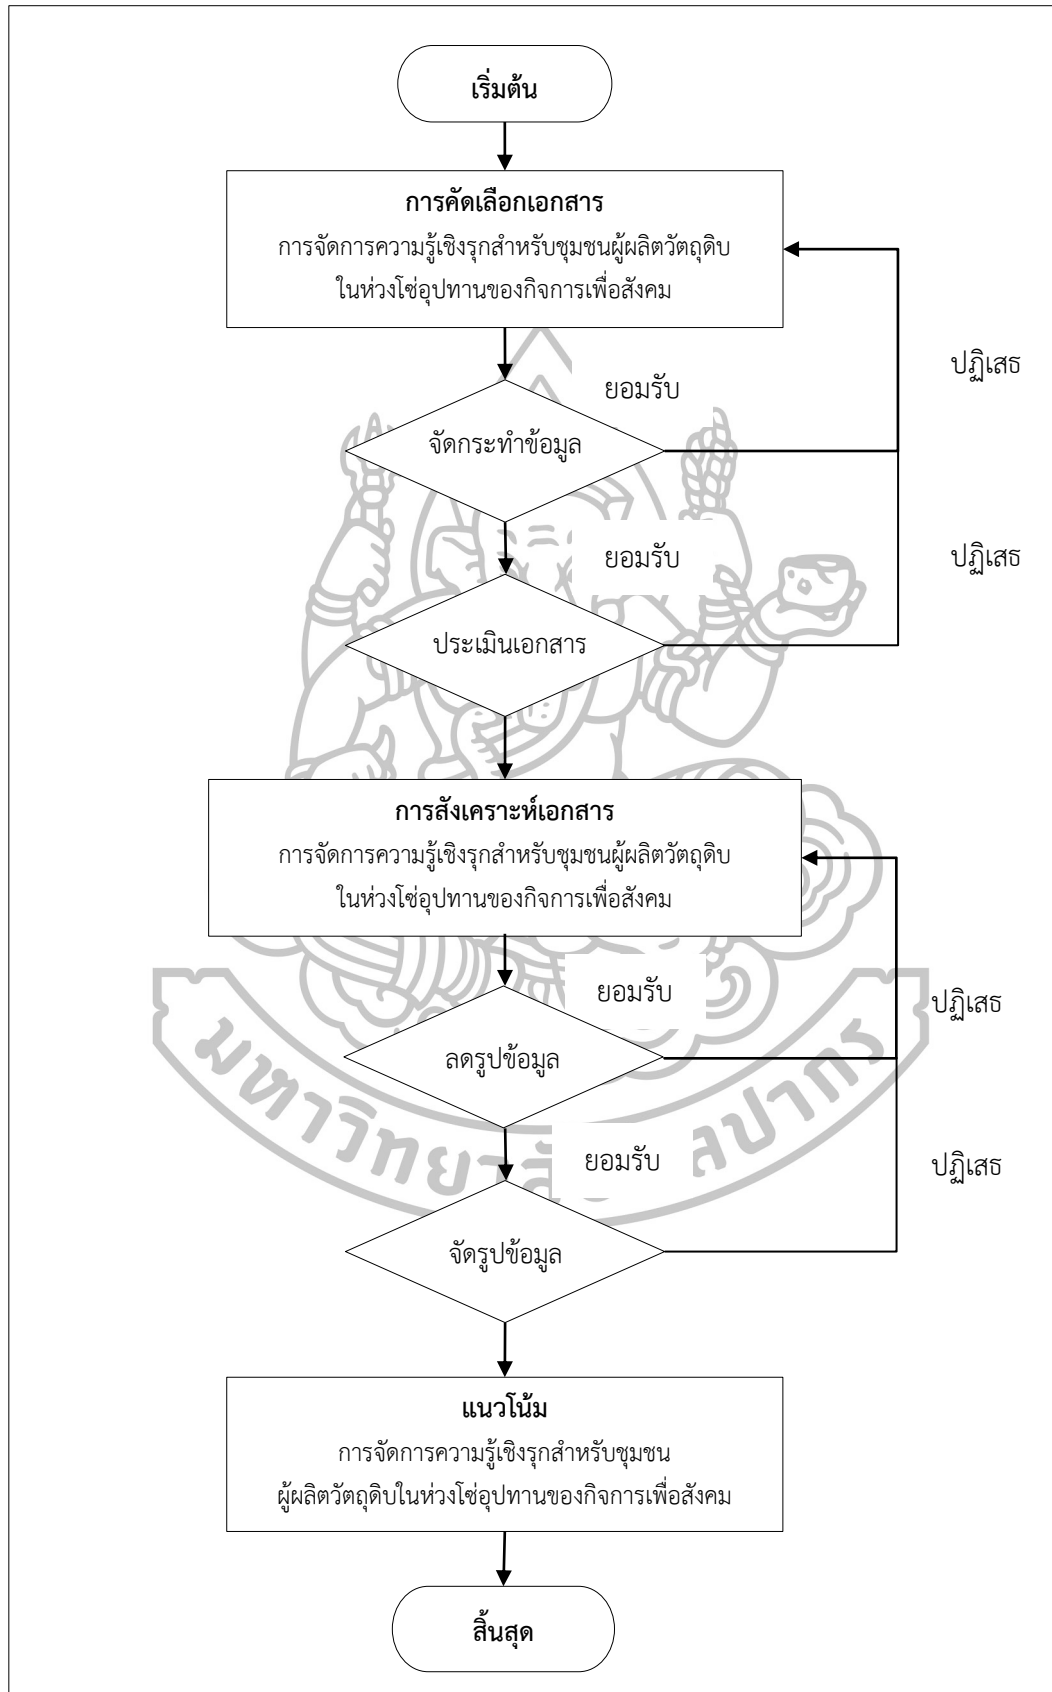 เริ่มต้น
การคัดเลือกเอกสาร
การจัดการความรู้เชิงรุกสำหรับชุมชนผู้ผลิตวัตถุดิบ
ในห่วงโซ่อุปทานของกิจการเพื่อสังคม
ปฏิเสธ
ยอมรับ
จัดกระทำข้อมูล
ยอมรับ
ปฏิเสธ
ประเมินเอกสาร
การสังเคราะห์เอกสาร
การจัดการความรู้เชิงรุกสำหรับชุมชนผู้ผลิตวัตถุดิบ
ในห่วงโซ่อุปทานของกิจการเพื่อสังคม
ยอมรับ
ปฏิเสธ
ลดรูปข้อมูล
ยอมรับ
ปฏิเสธ
มหาวิทยาลัย ลปากร
จัดรูปข้อมูล
แนวโน้ม
การจัดการความรู้เชิงรุกสำหรับชุมชน
ผู้ผลิตวัตถุดิบในห่วงโซ่อุปทานของกิจการเพื่อสังคม
สิ้นสุด